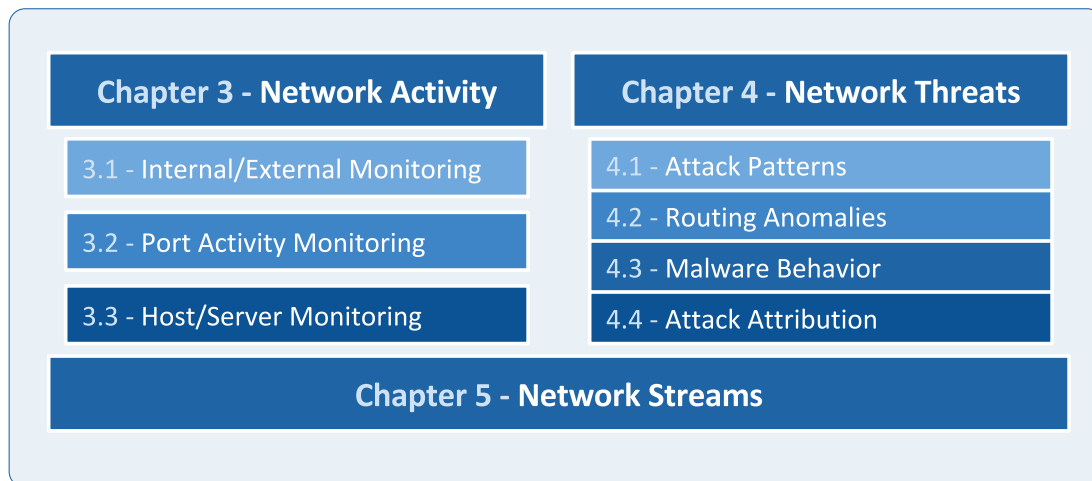 Chapter 3 - Network Activity
3.1 - Internal/External Monitoring
3.2 - Port Activity Monitoring
3.3 - Host/Server Monitoring
Chapter 4 - Network Threats
4.1 - Attack Patterns
4.2 - Routing Anomalies
4.3 - Malware Behavior
4.4 - Attack Attribution
Chapter 5 - Network Streams